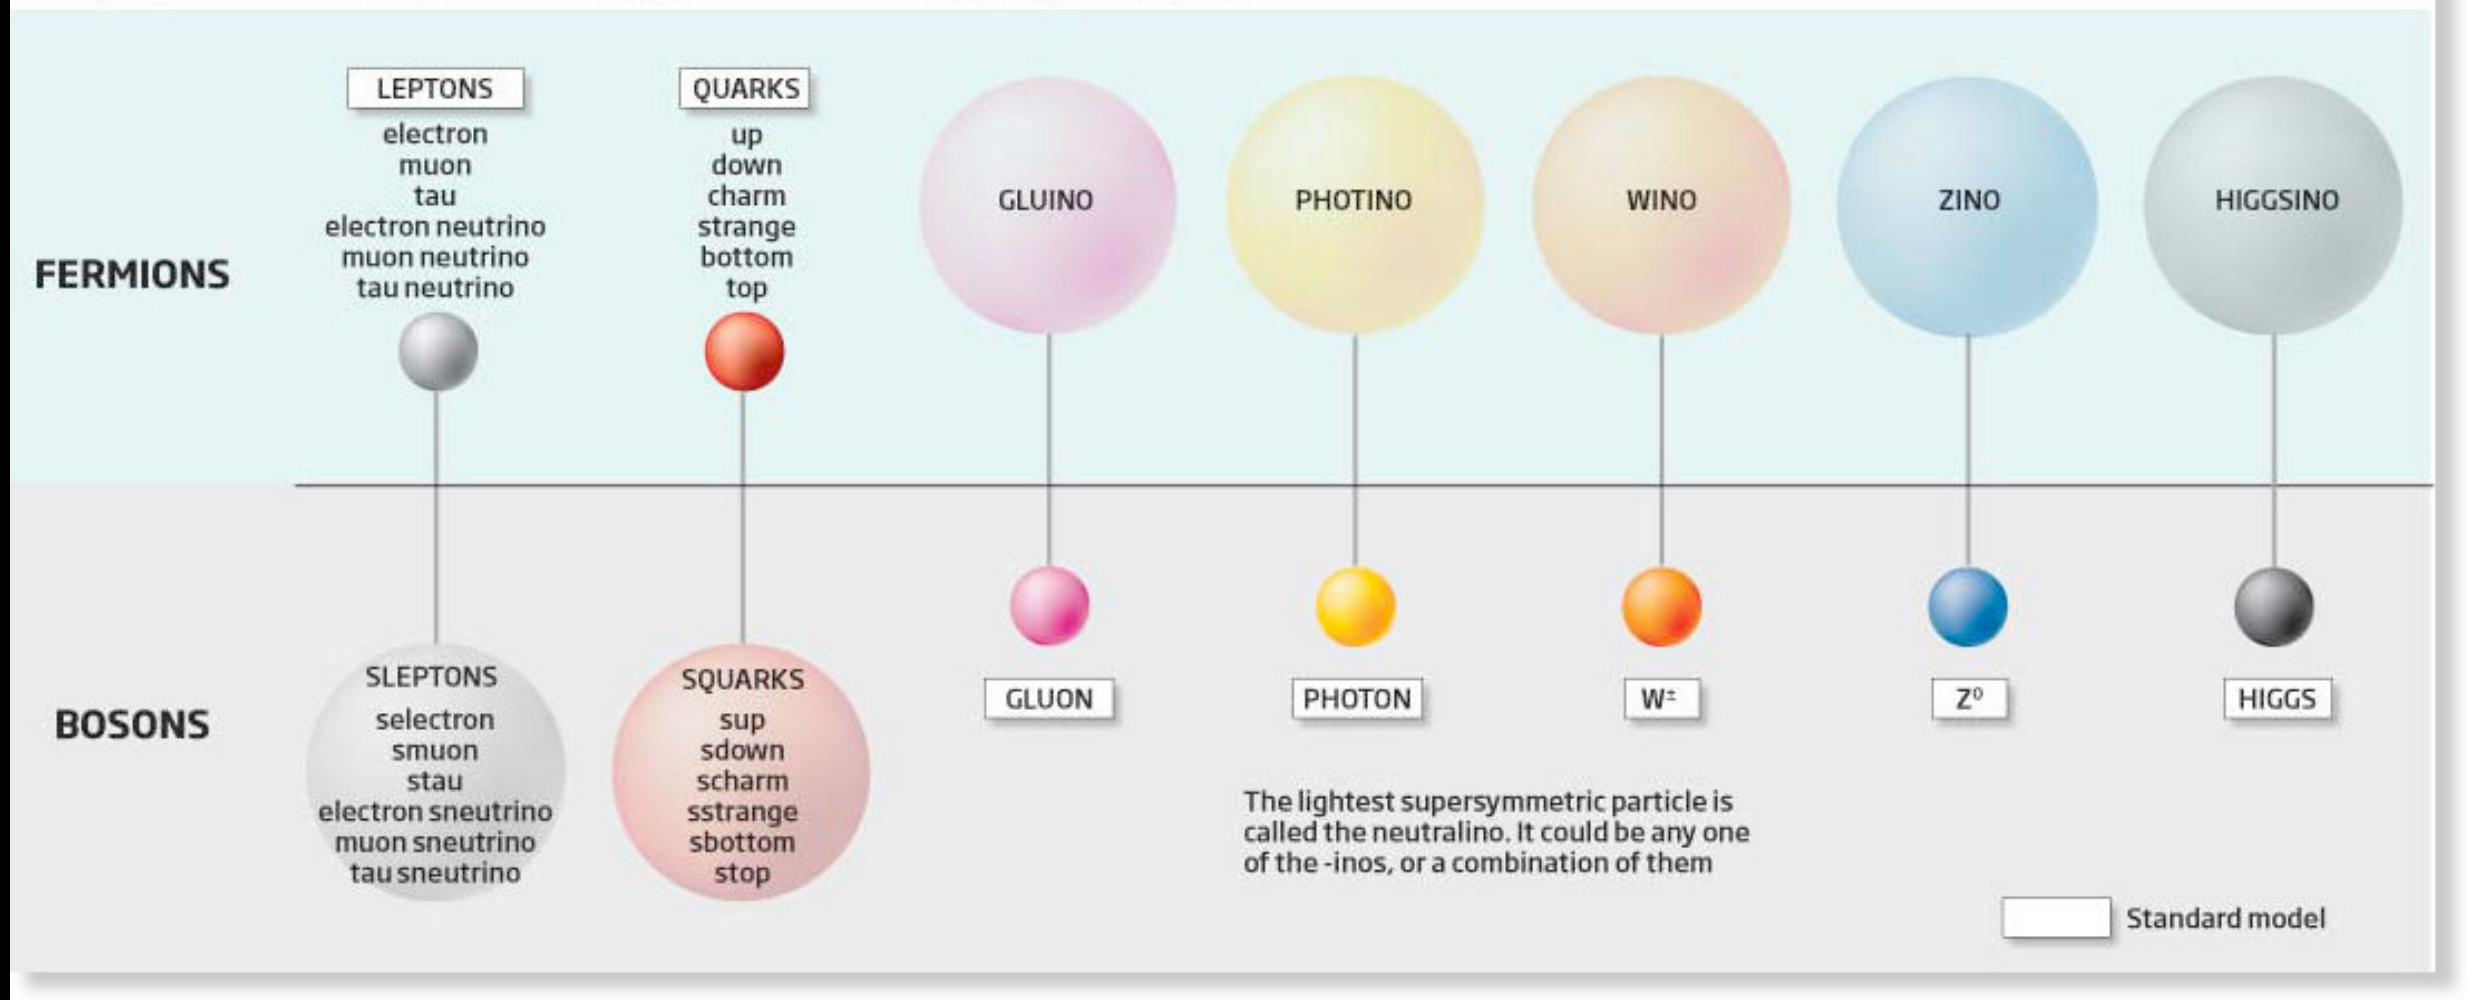 LEPTONS
electron
muon
tau
electron neutrino
muon neutrino
tau neutrino
QUARKS
up
down
charm
strange
bottom
top
GLUINO
PHOTINO
WINO
ZINO
HIGGSINO
FERMIONS
BOSONS
SLEPTONS
selectron
smuon
stau
electron sneutrino
muon sneutrino
tau sneutrino
SQUARKS
sup
sdown
scharm
sstrange
sbottom
stop
GLUON
PHOTON
W±
Z⁰
HIGGS
The lightest supersymmetric particle is
called the neutralino. It could be any one
of the -inos, or a combination of them
Standard model